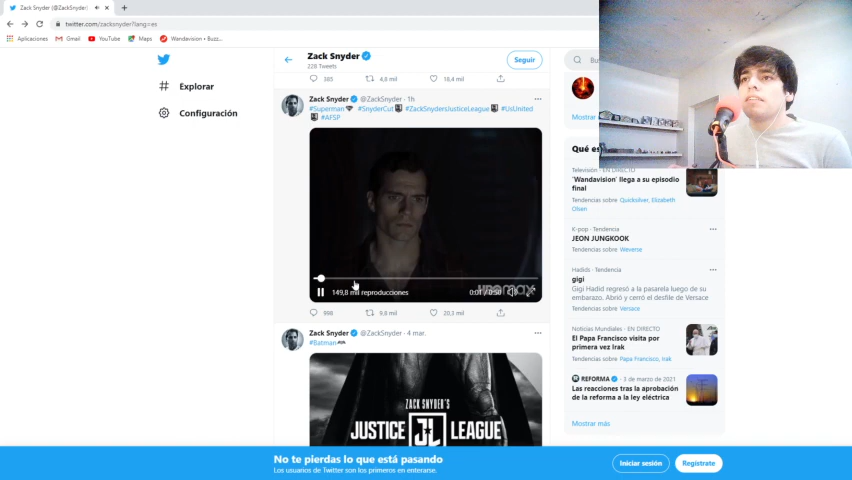 Zack Snyder (@ZackSnyder)
twitter.com/zacksnyder?lang=es
Aplicaciones
Gmail
YouTube
Maps
Wandavision • Buzz...
Explorar
Configuración
Zack Snyder
228 Tweets
Seguir
385
4,8 mil
18,4 mil
Zack Snyder @ZackSnyder · 1h
#Superman #SnyderCut #ZackSnydersJusticeLeague #UsUnited
#AFSP
149,8 mil reproducciones
0:01 / 0:50
998
9,8 mil
20,3 mil
Zack Snyder @ZackSnyder · 4 mar.
#Batman
ZACK SNYDER'S
JUSTICE JL LEAGUE
Mostrar
Qué es
Televisión · EN DIRECTO
'Wandavision' llega a su episodio
final
Tendencias sobre Quicksilver, Elizabeth
Olsen
K-pop · Tendencia
JEON JUNGKOOK
Tendencias sobre Weverse
Hadids · Tendencia
gigi
Gigi Hadid regresó a la pasarela luego de su
embarazo. Abrió y cerró el desfile de Versace
Tendencias sobre Versace
Noticias Mundiales · EN DIRECTO
El Papa Francisco visita por
primera vez Irak
Tendencias sobre Papa Francisco, Irak
REFORMA · 3 de marzo de 2021
Las reacciones tras la aprobación
de la reforma a la ley eléctrica
Mostrar más
No te pierdas lo que está pasando
Los usuarios de Twitter son los primeros en enterarse.
Iniciar sesión
Regístrate